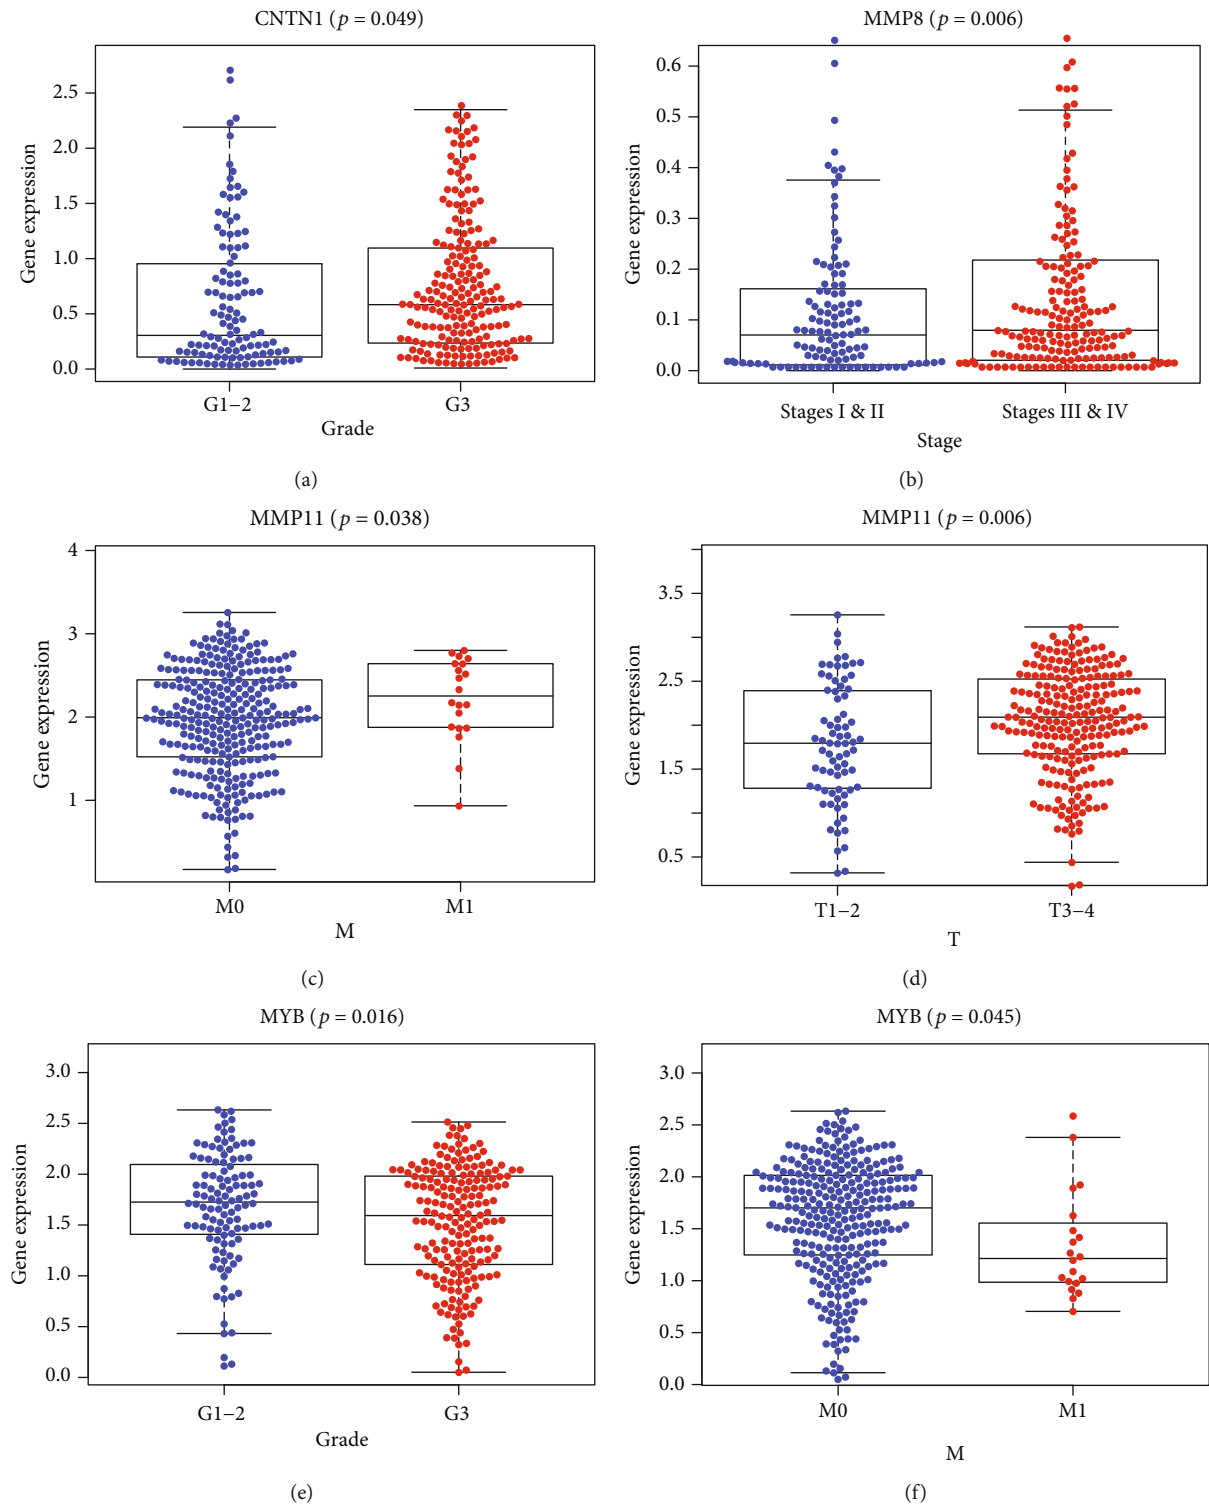 CNTN1 (p = 0.049)
Gene expression
2.5
2.0
1.5
1.0
0.5
0.0
G1−2
G3
Grade
(a)
MMP8 (p = 0.006)
Gene expression
0.6
0.5
0.4
0.3
0.2
0.1
0.0
Stages I & II
Stages III & IV
Stage
(b)
MMP11 (p = 0.038)
Gene expression
4
3
2
1
M0
M1
M
(c)
MMP11 (p = 0.006)
Gene expression
3.5
2.5
1.5
0.5
T1−2
T3−4
T
(d)
MYB (p = 0.016)
Gene expression
3.0
2.5
2.0
1.5
1.0
0.5
0.0
G1−2
G3
Grade
(e)
MYB (p = 0.045)
Gene expression
3.0
2.5
2.0
1.5
1.0
0.5
0.0
M0
M1
M
(f)